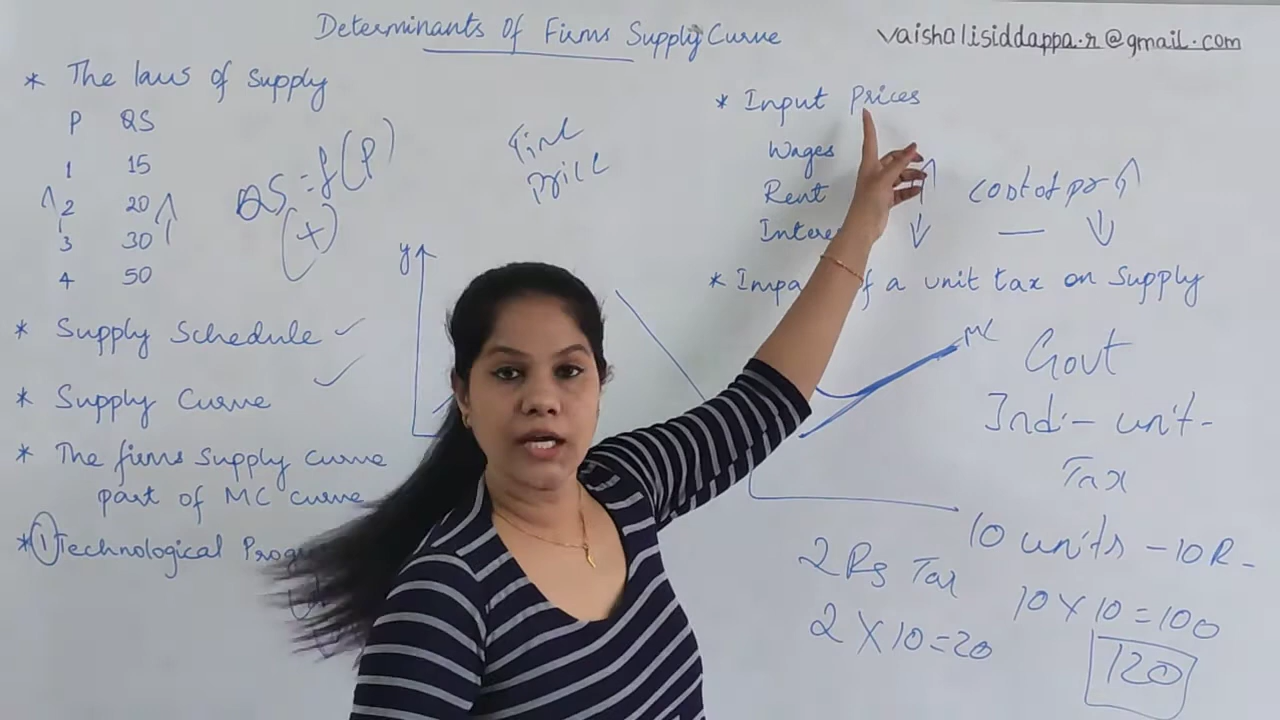 Determinants Of Firms Supply Curve
vaishalisiddappa.r@gmail.com
* The laws of Supply
P QS
1 15
2 20
3 30
4 50
QS = f(P)
(+)
* Supply Schedule
* Supply Curve
* The firms Supply curve
part of MC curve
* 1 Technological
y
* Input Prices
Wages
Rent
cost of pr
* a unit tax on Supply
MC
Govt
Indi- unit-
Tax
10 units - 10 R-
2 Rs Tax
10 X 10 = 100
2 X 10 = 20
120